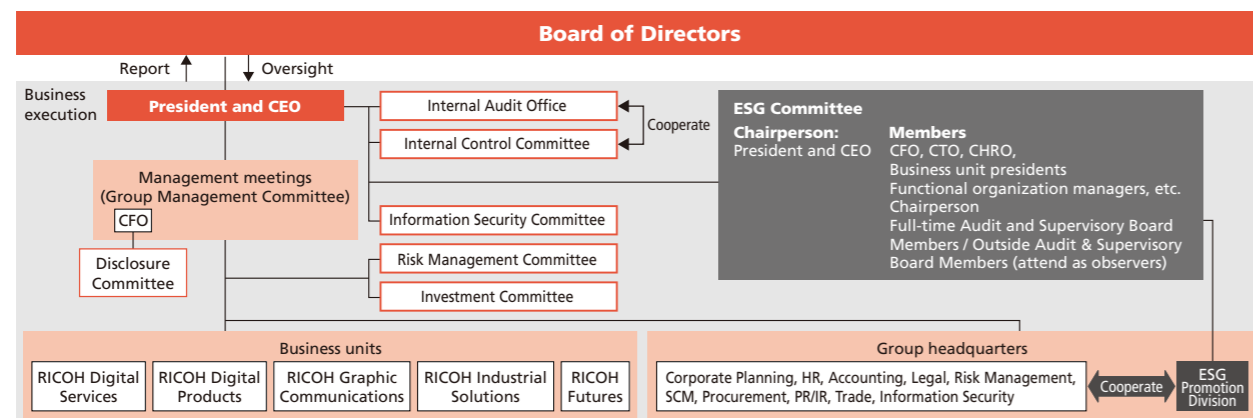 Board of Directors
Report
Oversight
Business
execution
President and CEO
Internal Audit Office
Internal Control Committee
Cooperate
Management meetings
(Group Management Committee)
CFO
Disclosure
Committee
Information Security Committee
Risk Management Committee
Investment Committee
ESG Committee
Chairperson:
President and CEO
Members
CFO, CTO, CHRO,
Business unit presidents
Functional organization managers, etc.
Chairperson
Full-time Audit and Supervisory Board
Members / Outside Audit & Supervisory
Board Members (attend as observers)
Business units
RICOH Digital
Services
RICOH Digital
Products
RICOH Graphic
Communications
RICOH Industrial
Solutions
RICOH
Futures
Group headquarters
Corporate Planning, HR, Accounting, Legal, Risk Management,
SCM, Procurement, PR/IR, Trade, Information Security
Cooperate
ESG
Promotion
Division